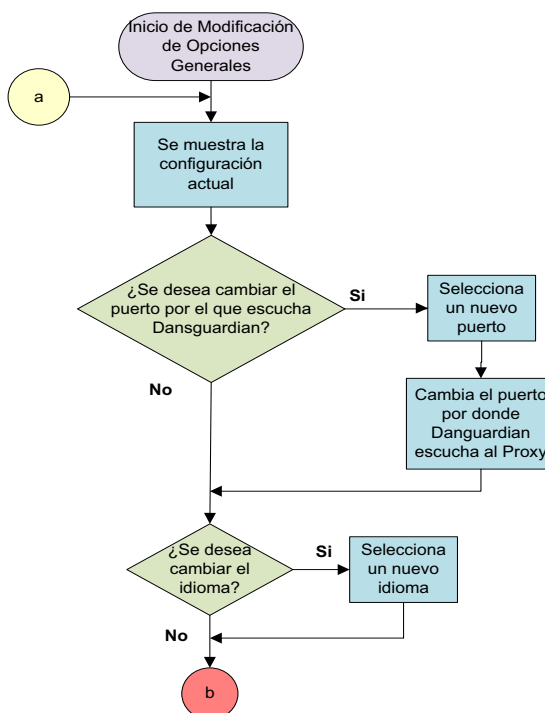 Inicio de Modificación
de Opciones
Generales
a
Se muestra la
configuración
actual
¿Se desea cambiar el
puerto por el que escucha
Dansguardian?
Si
Selecciona
un nuevo
puerto
No
Cambia el puerto
por donde
Danguardian
escucha al Proxy
¿Se desea
cambiar el
idioma?
Si
Selecciona
un nuevo
idioma
No
b